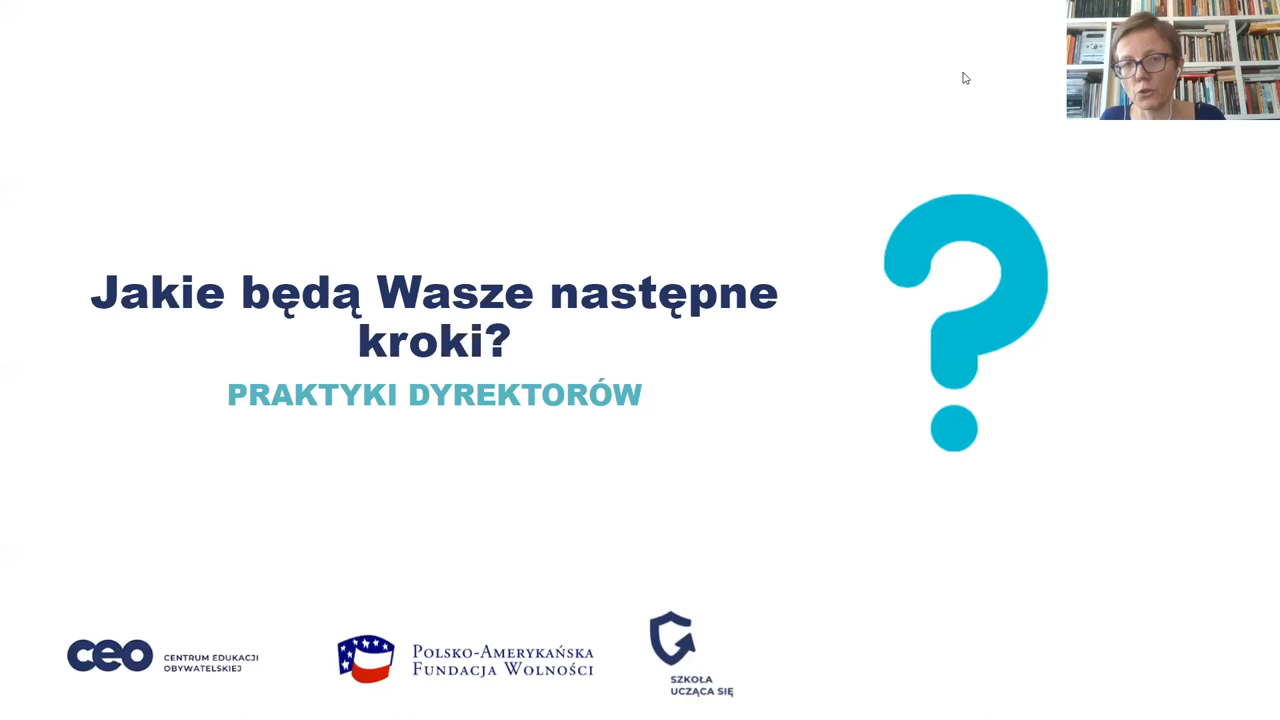 Jakie będą Wasze następne
kroki?
PRAKTYKI DYREKTORÓW
?
ceo CENTRUM EDUKACJI
OBYWATELSKIEJ
POLSKO-AMERYKAŃSKA
FUNDACJA WOLNOŚCI
SZKOŁA
UCZĄCA SIĘ